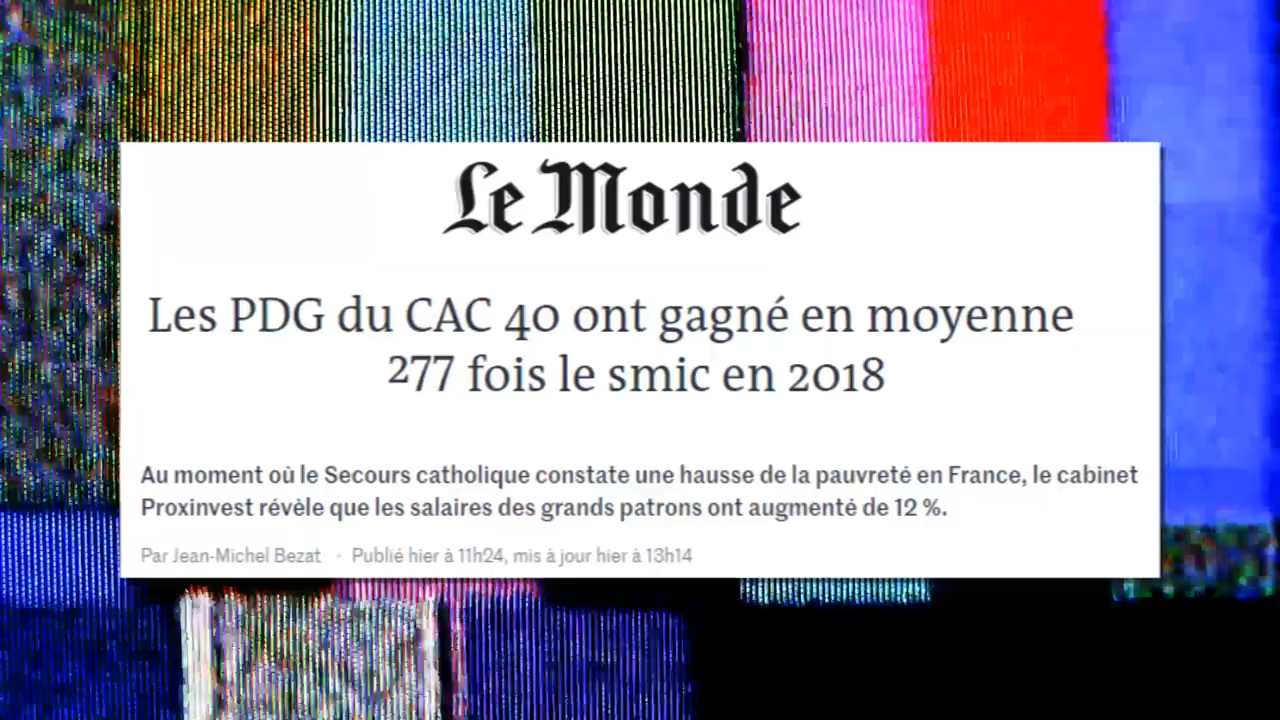 Le Monde
Les PDG du CAC 40 ont gagné en moyenne
277 fois le smic en 2018
Au moment où le Secours catholique constate une hausse de la pauvreté en France, le cabinet
Proxinvest révèle que les salaires des grands patrons ont augmenté de 12 %.
Par Jean-Michel Bezat • Publié hier à 11h24, mis à jour hier à 13h14